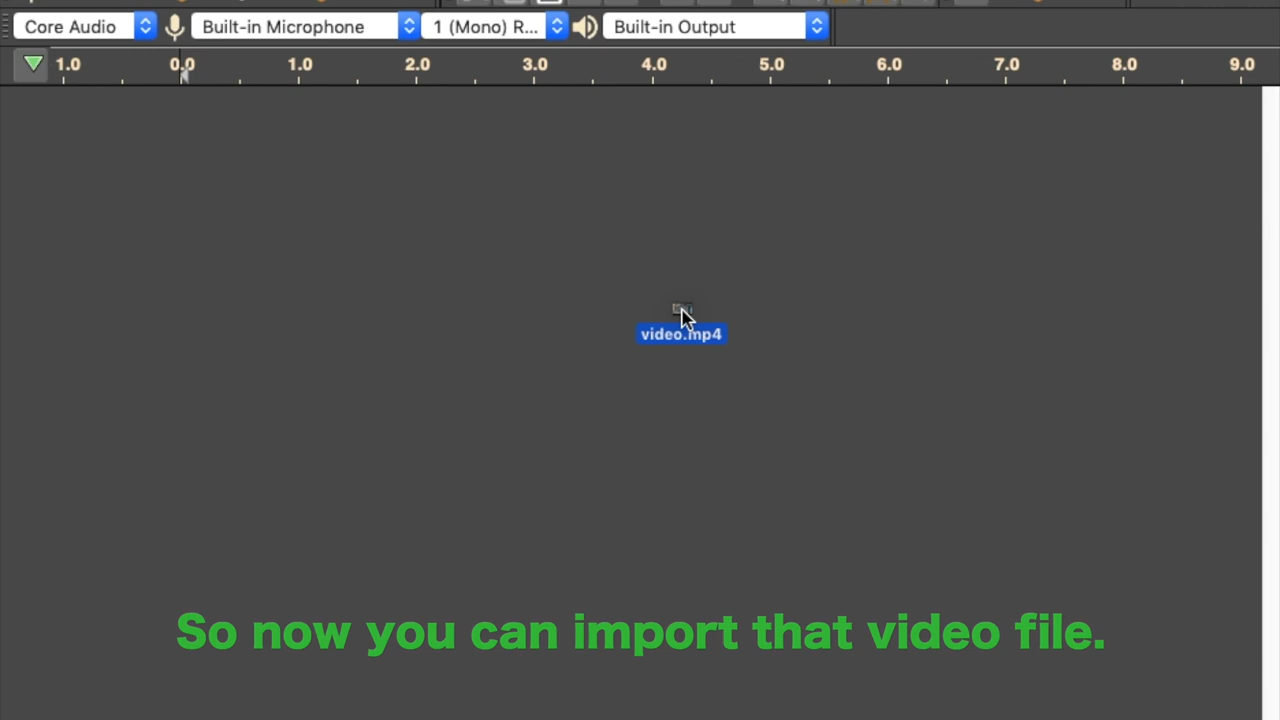 Core Audio Built-in Microphone 1 (Mono) R... Built-in Output
1.0 0.0 1.0 2.0 3.0 4.0 5.0 6.0 7.0 8.0 9.0
video.mp4
So now you can import that video file.